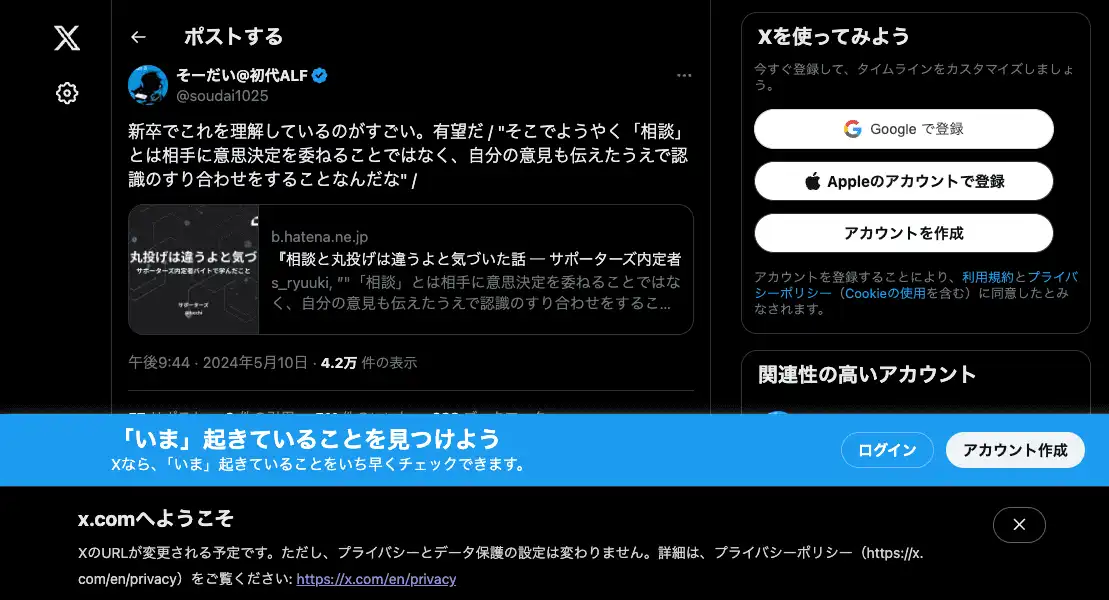 ポストする
そーだい@初代ALF
@soudai1025
新卒でこれを理解しているのがすごい。有望だ / "そこでようやく「相談」
とは相手に意思決定を委ねることではなく、自分の意見も伝えたうえで認
識のすり合わせをすることなんだな" /
丸投げは違うよと気づ
サポーターズ内定者バイトで学んだこと
サポーターズ
b.hatena.ne.jp
『相談と丸投げは違うよと気づいた話 ― サポーターズ内定者
s_ryuuki, ""「相談」とは相手に意思決定を委ねることではな
く、自分の意見も伝えたうえで認識のすり合わせをするこ...
午後9:44 · 2024年5月10日 · 4.2万 件の表示
Xを使ってみよう
今すぐ登録して、タイムラインをカスタマイズしましょ
う。
Google で登録
Appleのアカウントで登録
アカウントを作成
アカウントを登録することにより、利用規約とプライバ
シーポリシー（Cookieの使用を含む）に同意したとみ
なされます。
関連性の高いアカウント
「いま」起きていることを見つけよう
Xなら、「いま」起きていることをいち早くチェックできます。
ログイン
アカウント作成
x.comへようこそ
XのURLが変更される予定です。ただし、プライバシーとデータ保護の設定は変わりません。詳細は、プライバシーポリシー（https://x.
com/en/privacy）をご覧ください: https://x.com/en/privacy